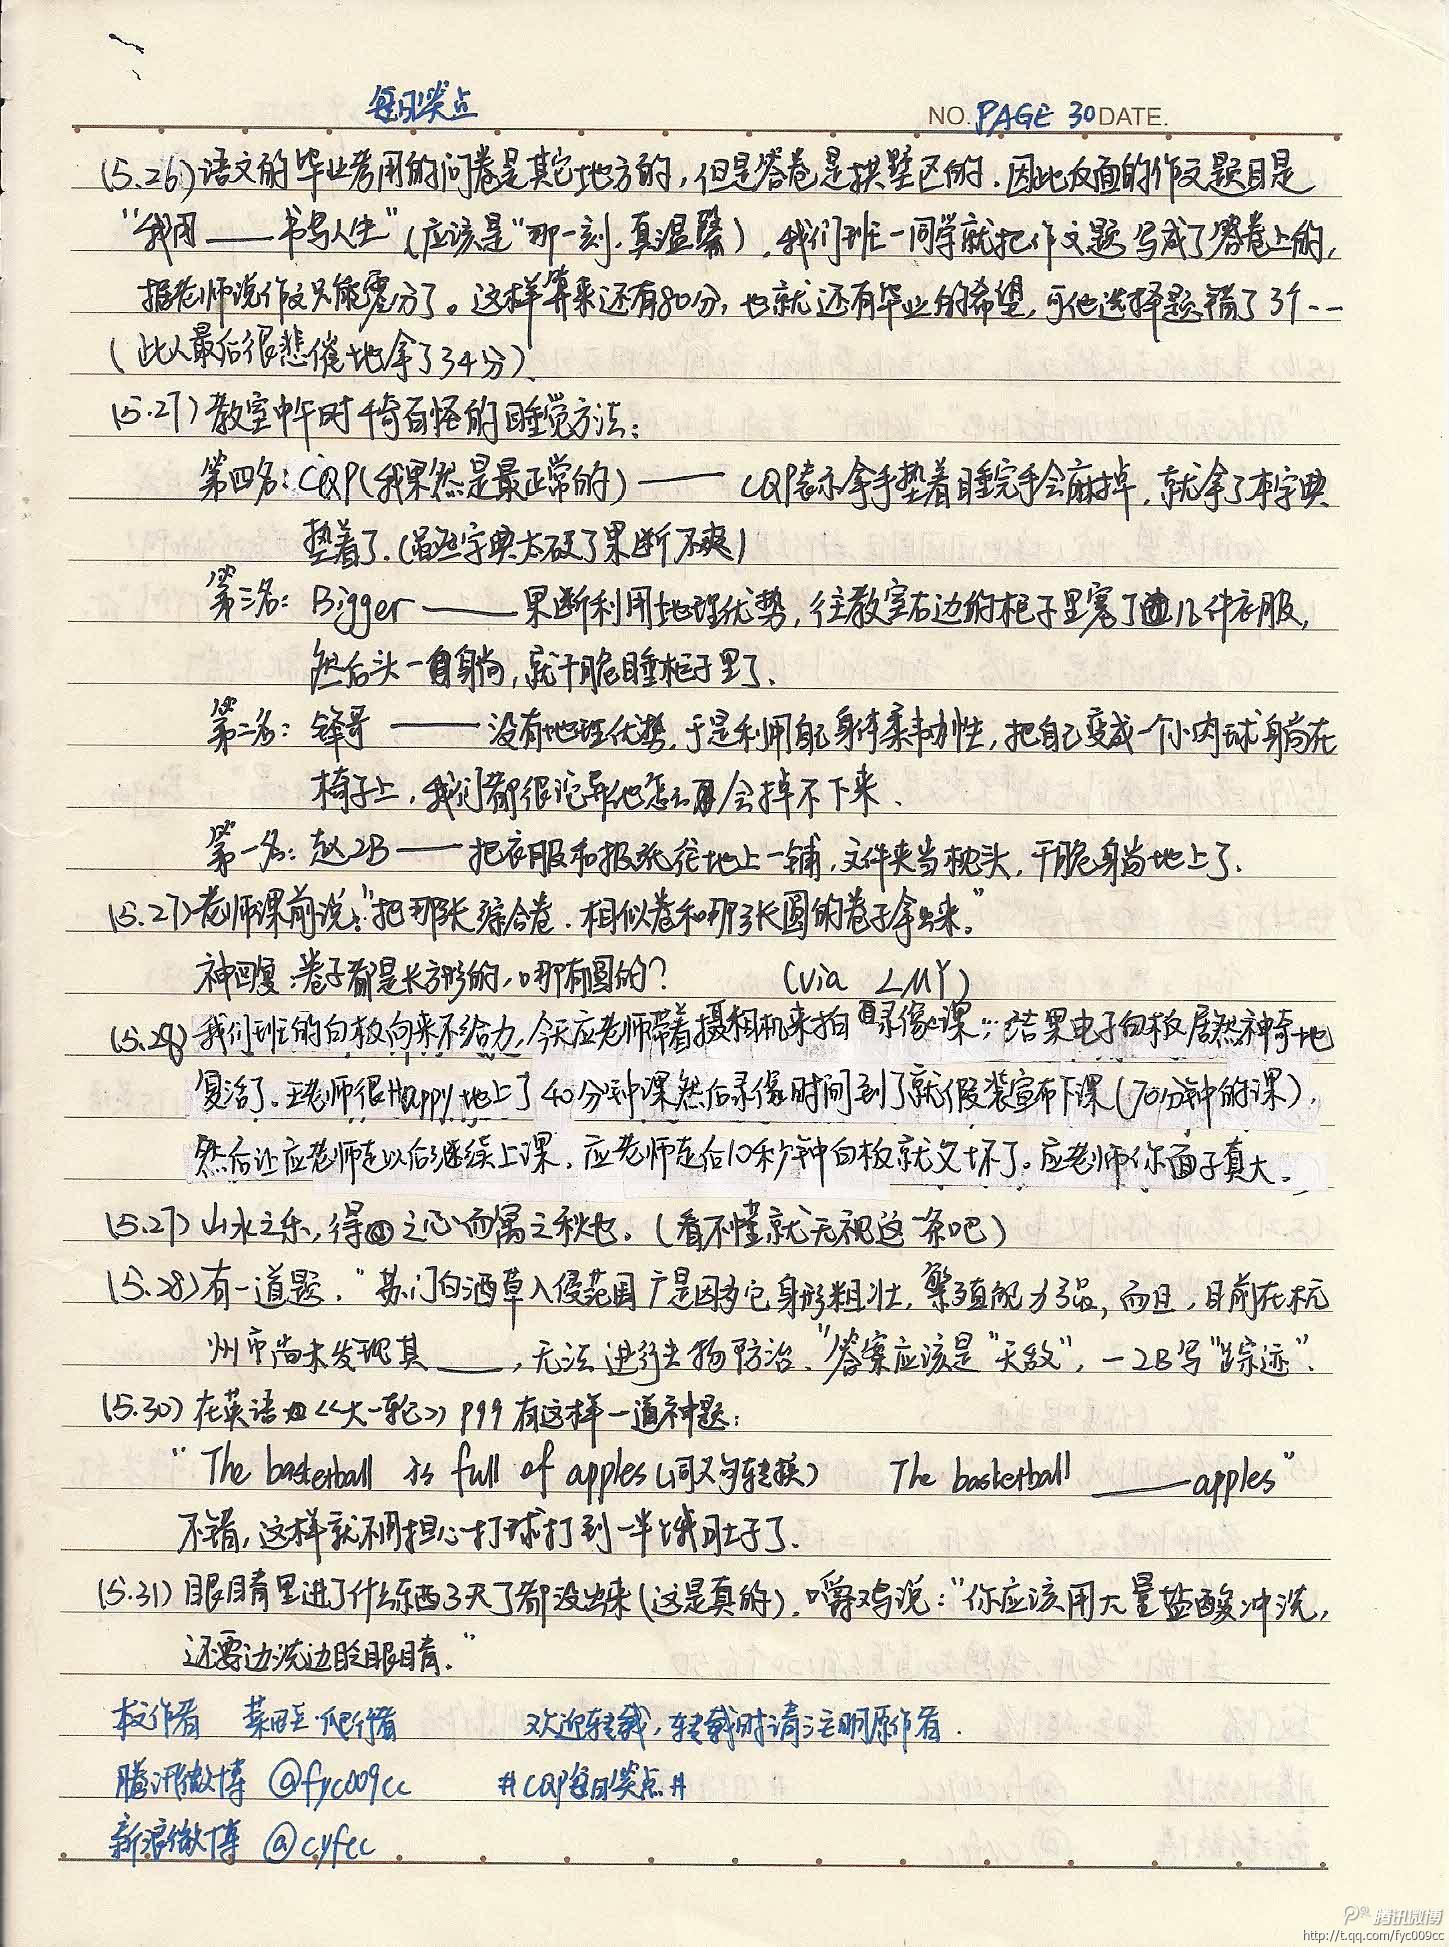 每日笑点
NO. PAGE 30 DATE.
(5.26)语文的毕业考用的问卷是其它地方的,但是答卷是拱墅区的.因此反面的作文题目是
"我用____书写人生"(应该是"那一刻,真温馨).我们班一同学就把作文题写成了答卷上的,
据老师说作文只能零分了。这样算来还有80分,也就还有毕业的希望,可他选择题错了3个……
(此人最后很悲催地拿了34分)
(5.27)教室中午时千奇百怪的睡觉方法:
第四名:CQP(我果然是最正常的)——CQP表示拿手垫着睡完手会麻掉,就拿了本字典
垫着了.(虽然字典太硬了果断不爽)
第三名:Bigger——果断利用地理优势,往教室右边的柜子里塞了几件衣服,
然后头一躺,就干脆睡柜子里了.
第二名:锋哥——没有地理优势,于是利用自己身体柔韧性,把自己变成一个小肉球躺在
椅子上,我们都很诧异他怎么会掉不下来.
第一名:赵2B——把衣服和报纸往地上一铺,文件夹当枕头,干脆躺地上了.
(5.27)老师课前说:"把那张综合卷.相似卷和那张圆的卷子拿出来."
神回复:卷子都是长方形的,哪有圆的? (via LMY)
(5.28)我们班的白板向来不给力,今天应老师带着摄相机来拍录像课,结果电子白板居然神奇地
复活了.王老师很Happy地上了40分钟课然后录像时间到了就假装宣布下课(70分钟的课),
然后让应老师走以后继续上课.应老师走后10秒钟白板就又坏了.应老师你面子真大.
(5.27)山水之乐,得之心而寓之秋也.(看不懂就无视这一条吧)
(5.28)有一道题."苏门白酒草入侵范围广是因为它身形粗壮,繁殖能力强,而且,目前在杭
州市尚未发现其____,无法进行生物防治."答案应该是"天敌",一2B写"踪迹".
(5.30)在英语《大一轮》P99有这样一道神题:
"The basketball is full of apples(同义句转换) The basketball ____ apples"
不错,这样就不用担心打球打到一半饿肚子了.
(5.31)眼睛里进了什么东西3天了都没出来(这是真的).嚼鸡说:"你应该用大量盐酸冲洗,
还要边洗边眨眼睛."
本作者 菜豆·爬行者 欢迎转载,转载时请注明原作者.
腾讯微博 @fyc009cc #CQP每日笑点#
新浪微博 @cyfcc
腾讯微博
http://t.qq.com/fyc009cc